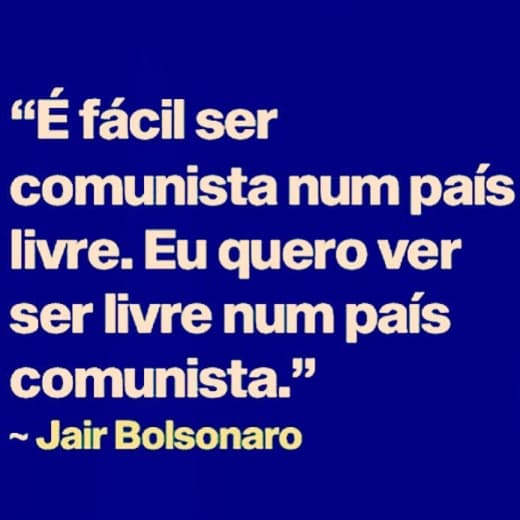 “É fácil ser
comunista num país
livre. Eu quero ver
ser livre num país
comunista.”
~ Jair Bolsonaro